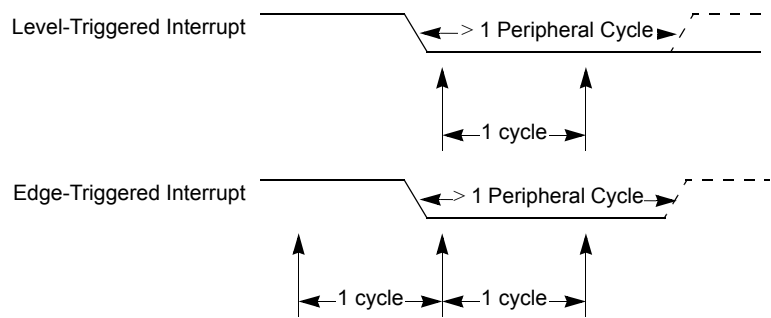 Level-Triggered Interrupt
> 1 Peripheral Cycle
1 cycle
Edge-Triggered Interrupt
> 1 Peripheral Cycle
1 cycle
1 cycle